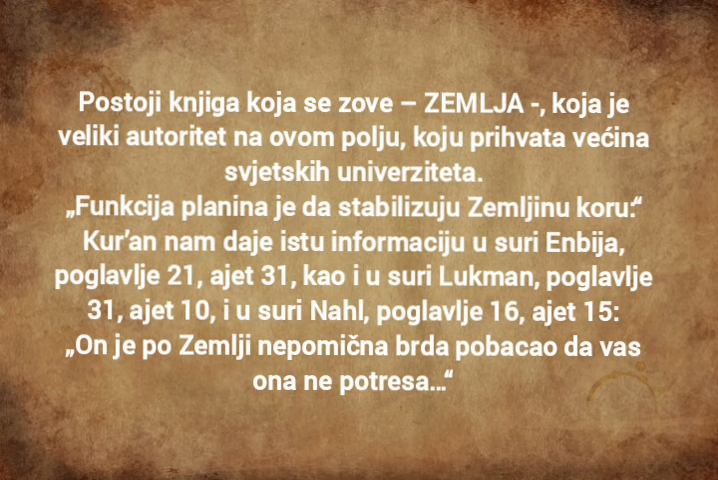 Postoji knjiga koja se zove – ZEMLJA -, koja je
veliki autoritet na ovom polju, koju prihvata većina
svjetskih univerziteta.
„Funkcija planina je da stabilizuju Zemljinu koru:“
Kur’an nam daje istu informaciju u suri Enbija,
poglavlje 21, ajet 31, kao i u suri Lukman, poglavlje
31, ajet 10, i u suri Nahl, poglavlje 16, ajet 15:
„On je po Zemlji nepomična brda pobacao da vas
ona ne potresa...“